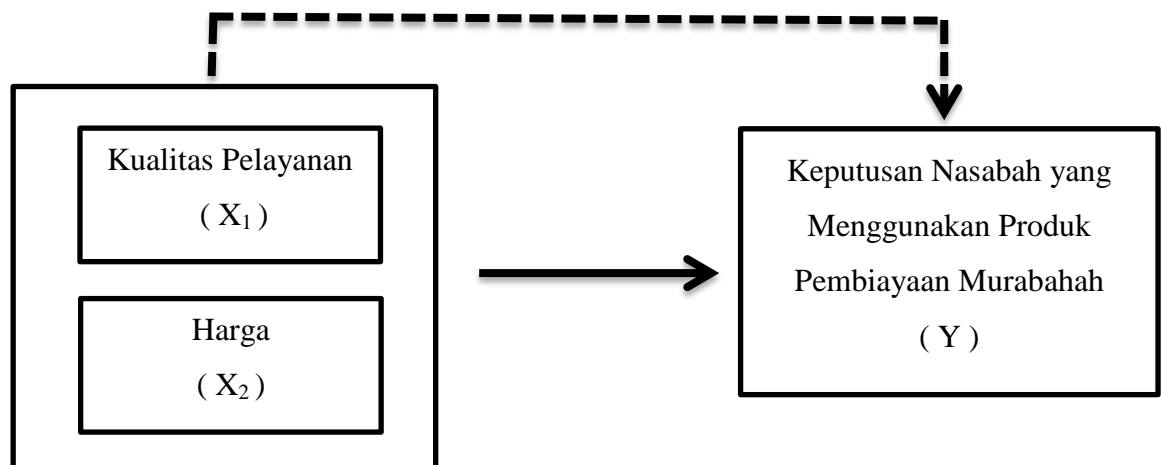 Kualitas Pelayanan
( X₁ )
Harga
( X₂ )
Keputusan Nasabah yang
Menggunakan Produk
Pembiayaan Murabahah
( Y )